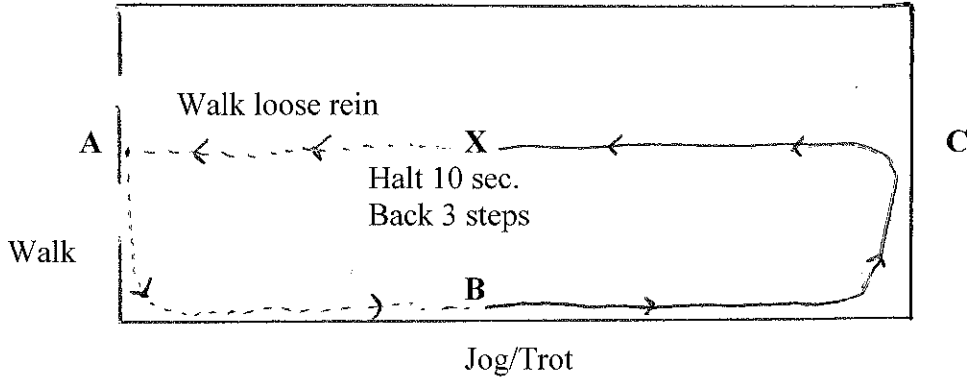 Walk loose rein
A X C
Halt 10 sec.
Back 3 steps
Walk
B
Jog/Trot